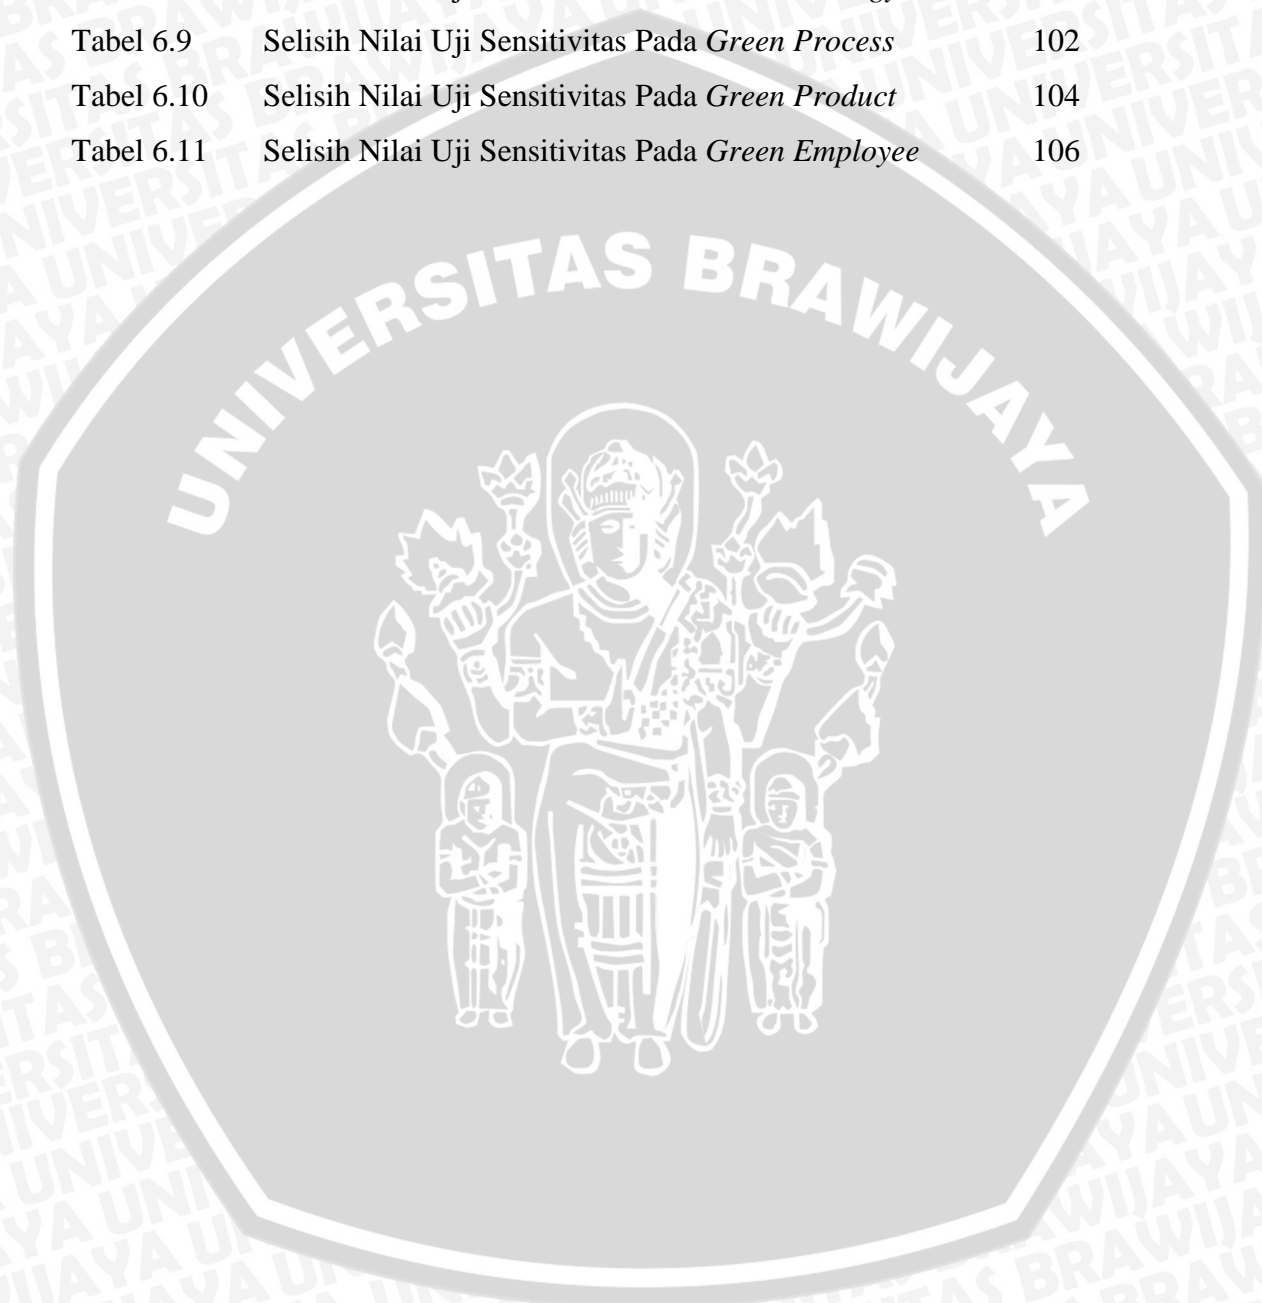 Tabel 6.9 Selisih Nilai Uji Sensitivitas Pada Green Process 102
Tabel 6.10 Selisih Nilai Uji Sensitivitas Pada Green Product 104
Tabel 6.11 Selisih Nilai Uji Sensitivitas Pada Green Employee 106
UNIVERSITAS BRAWIJAYA